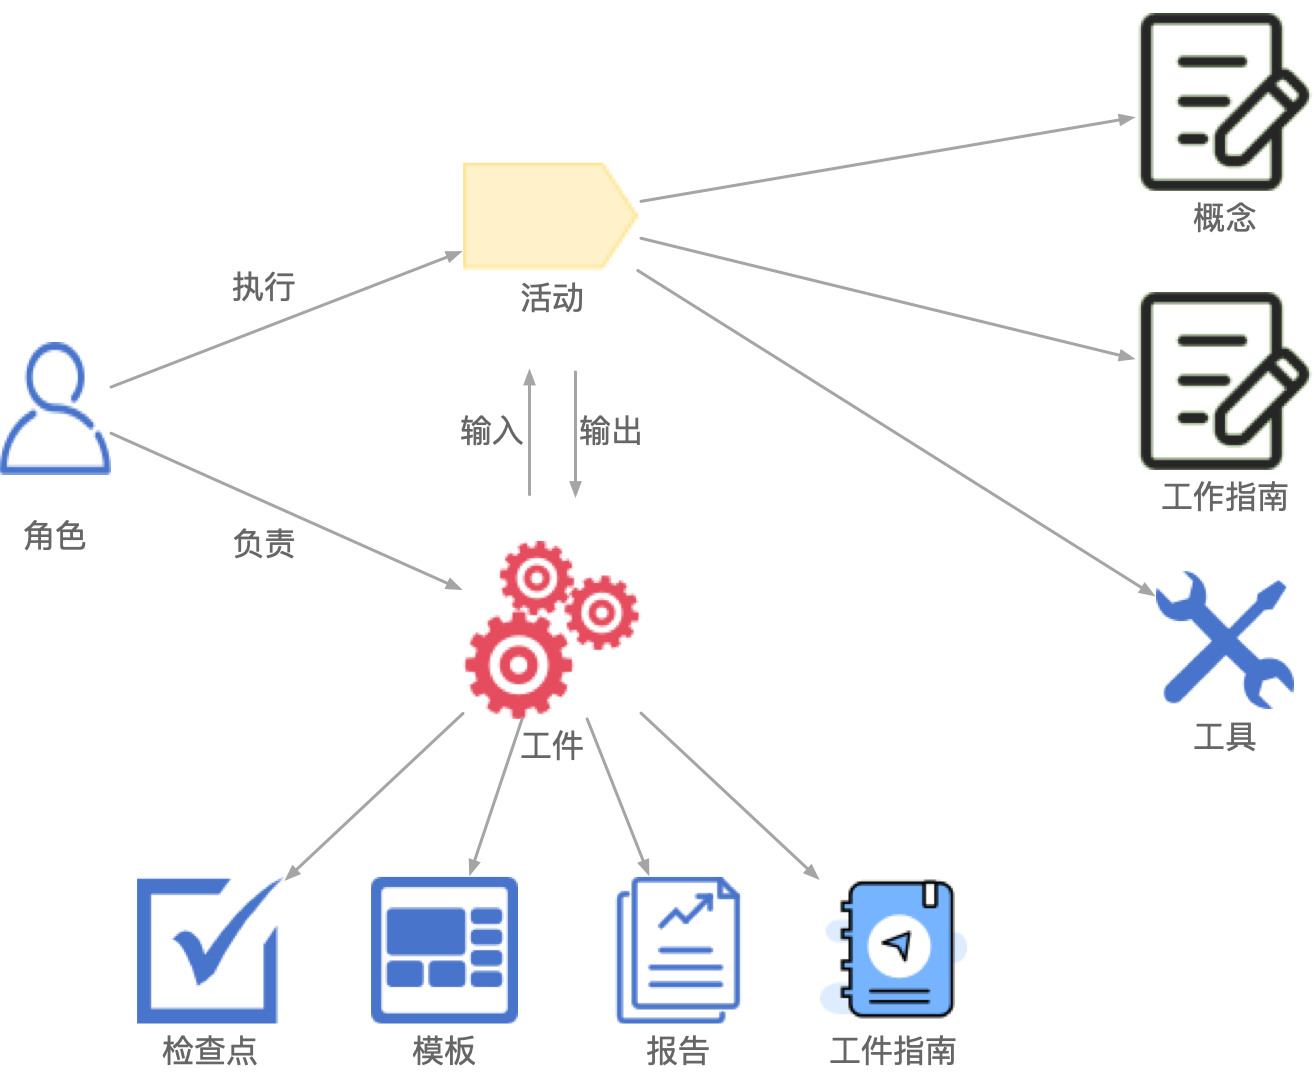 概念
执行
活动
输入
输出
工作指南
角色
负责
工具
工件
检查点
模板
报告
工件指南